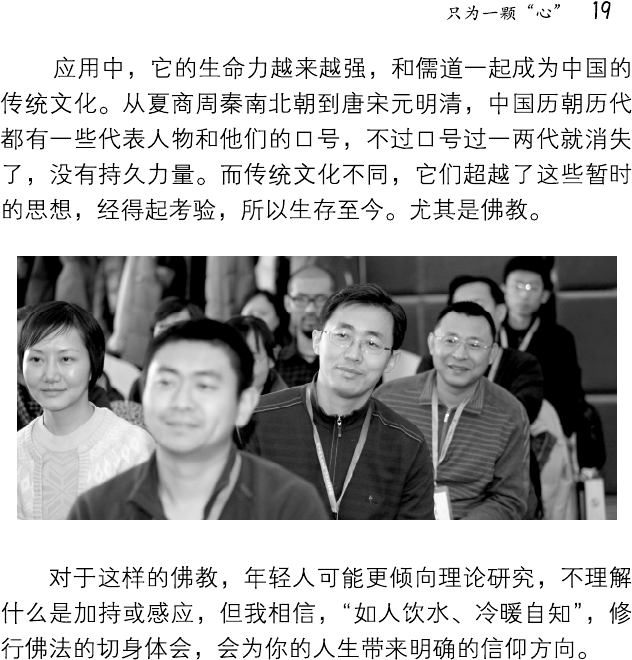 只为一颗“心” 19
应用中，它的生命力越来越强，和儒道一起成为中国的
传统文化。从夏商周秦南北朝到唐宋元明清，中国历朝历代
都有一些代表人物和他们的口号，不过口号过一两代就消失
了，没有持久力量。而传统文化不同，它们超越了这些暂时
的思想，经得起考验，所以生存至今。尤其是佛教。
对于这样的佛教，年轻人可能更倾向理论研究，不理解
什么是加持或感应，但我相信，“如人饮水、冷暖自知”，修
行佛法的切身体会，会为你的人生带来明确的信仰方向。